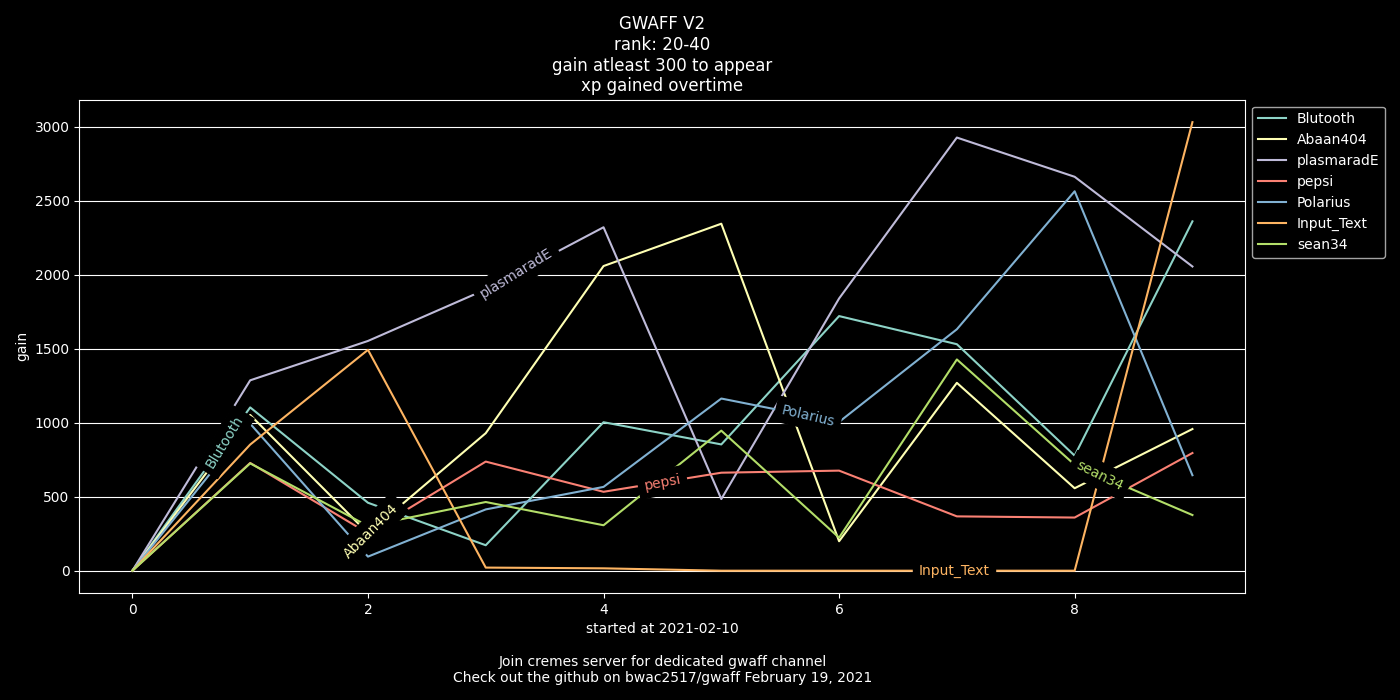 GWAFF V2
rank: 20-40
gain atleast 300 to appear
xp gained overtime
3000
2500
2000
1500
1000
500
0
gain
plasmaradE
Blutooth
Abaan404
pepsi
Polarius
sean34
Input_Text
Blutooth
Abaan404
plasmaradE
pepsi
Polarius
Input_Text
sean34
0 2 4 6 8
started at 2021-02-10
Join cremes server for dedicated gwaff channel
Check out the github on bwac2517/gwaff February 19, 2021